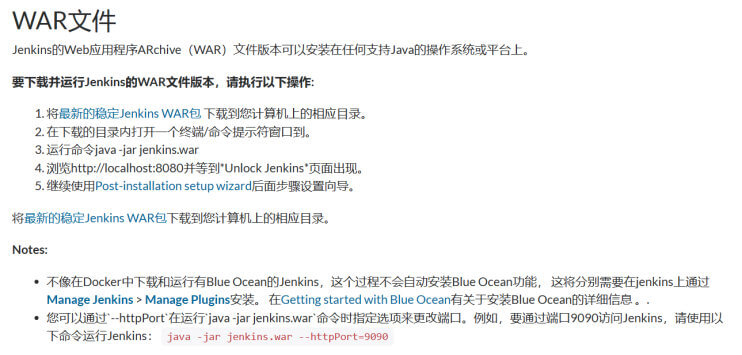 WAR文件
Jenkins的Web应用程序ARchive（WAR）文件版本可以安装在任何支持Java的操作系统或平台上。
要下载并运行Jenkins的WAR文件版本，请执行以下操作:
1. 将最新的稳定Jenkins WAR包 下载到您计算机上的相应目录。
2. 在下载的目录内打开一个终端/命令提示符窗口到。
3. 运行命令java -jar jenkins.war
4. 浏览http://localhost:8080并等到*Unlock Jenkins*页面出现。
5. 继续使用Post-installation setup wizard后面步骤设置向导。
将最新的稳定Jenkins WAR包下载到您计算机上的相应目录。
Notes:
• 不像在Docker中下载和运行有Blue Ocean的Jenkins，这个过程不会自动安装Blue Ocean功能， 这将分别需要在jenkins上通过
Manage Jenkins > Manage Plugins安装。 在Getting started with Blue Ocean有关于安装Blue Ocean的详细信息 。.
• 您可以通过`--httpPort`在运行`java -jar jenkins.war`命令时指定选项来更改端口。例如，要通过端口9090访问Jenkins，请使用以
下命令运行Jenkins： java -jar jenkins.war --httpPort=9090